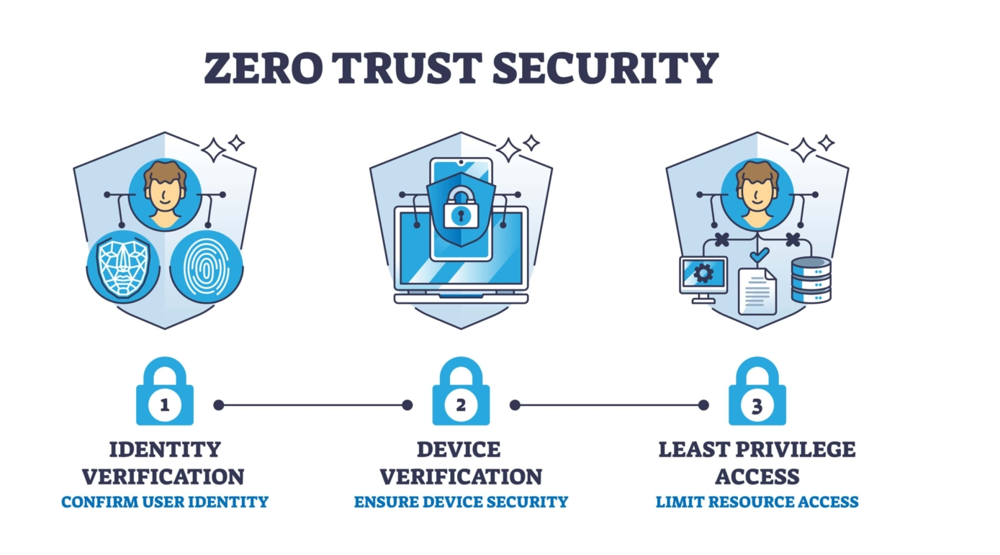 ZERO TRUST SECURITY
1
2
3
IDENTITY
VERIFICATION
CONFIRM USER IDENTITY
DEVICE
VERIFICATION
ENSURE DEVICE SECURITY
LEAST PRIVILEGE
ACCESS
LIMIT RESOURCE ACCESS